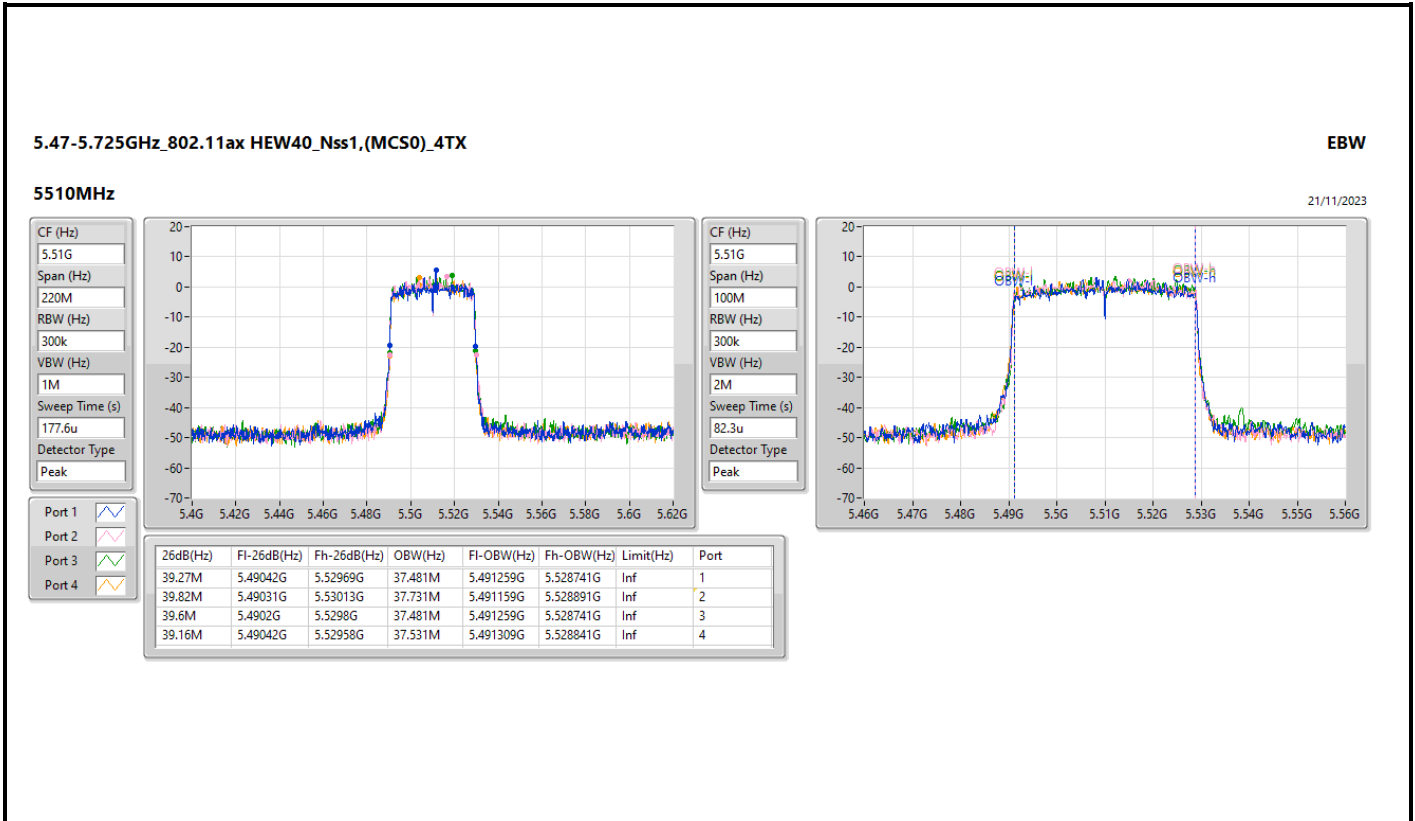 5.47-5.725GHz_802.11ax HEW40_Nss1,(MCS0)_4TX
EBW
5510MHz
21/11/2023
CF (Hz)
5.51G
Span (Hz)
220M
RBW (Hz)
300k
VBW (Hz)
1M
Sweep Time (s)
177.6u
Detector Type
Peak
20
10
0
-10
-20
-30
-40
-50
-60
-70
5.4G 5.42G 5.44G 5.46G 5.48G 5.5G 5.52G 5.54G 5.56G 5.58G 5.6G 5.62G
CF (Hz)
5.51G
Span (Hz)
100M
RBW (Hz)
300k
VBW (Hz)
2M
Sweep Time (s)
82.3u
Detector Type
Peak
20
10
0
-10
-20
-30
-40
-50
-60
-70
OBW-l
OBW-h
5.46G 5.47G 5.48G 5.49G 5.5G 5.51G 5.52G 5.53G 5.54G 5.55G 5.56G
Port 1
Port 2
Port 3
Port 4
26dB(Hz) Fl-26dB(Hz) Fh-26dB(Hz) OBW(Hz) Fl-OBW(Hz) Fh-OBW(Hz) Limit(Hz) Port
39.27M 5.49042G 5.52969G 37.481M 5.491259G 5.528741G Inf 1
39.82M 5.49031G 5.53013G 37.731M 5.491159G 5.528891G Inf 2
39.6M 5.4902G 5.5298G 37.481M 5.491259G 5.528741G Inf 3
39.16M 5.49042G 5.52958G 37.531M 5.491309G 5.528841G Inf 4